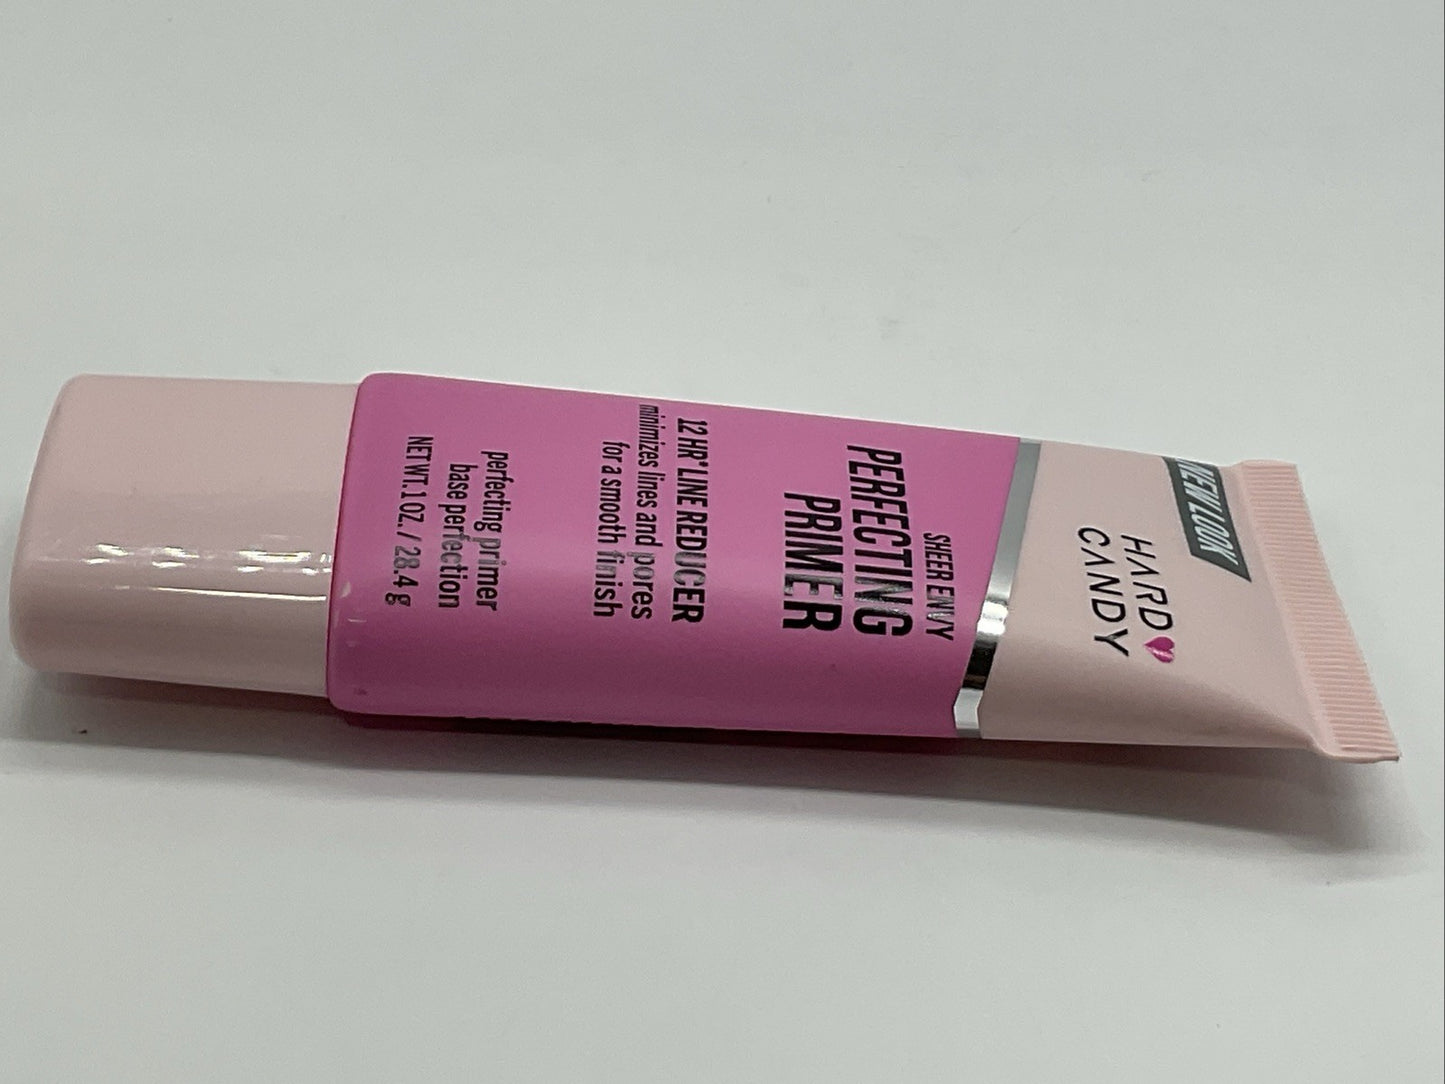 NEW LOOK
HARD
CANDY
SHEER ENVY
PERFECTING
PRIMER
12 HR* LINE REDUCER
minimizes lines and pores
for a smooth finish
perfecting primer
base perfection
NET WT. 1 OZ. / 28.4 g